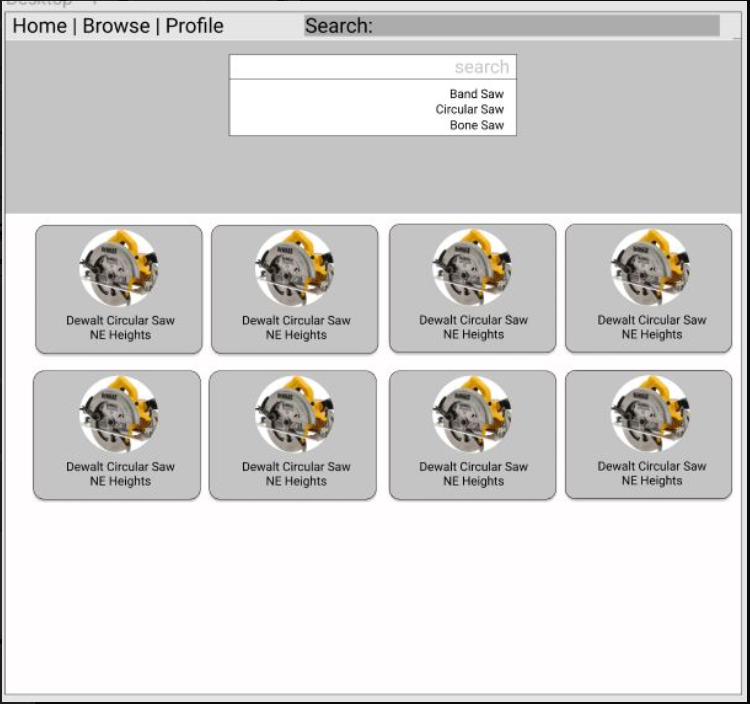 Desktop - 1
Home | Browse | Profile
Search:
search
Band Saw
Circular Saw
Bone Saw
Dewalt Circular Saw
NE Heights
Dewalt Circular Saw
NE Heights
Dewalt Circular Saw
NE Heights
Dewalt Circular Saw
NE Heights
Dewalt Circular Saw
NE Heights
Dewalt Circular Saw
NE Heights
Dewalt Circular Saw
NE Heights
Dewalt Circular Saw
NE Heights